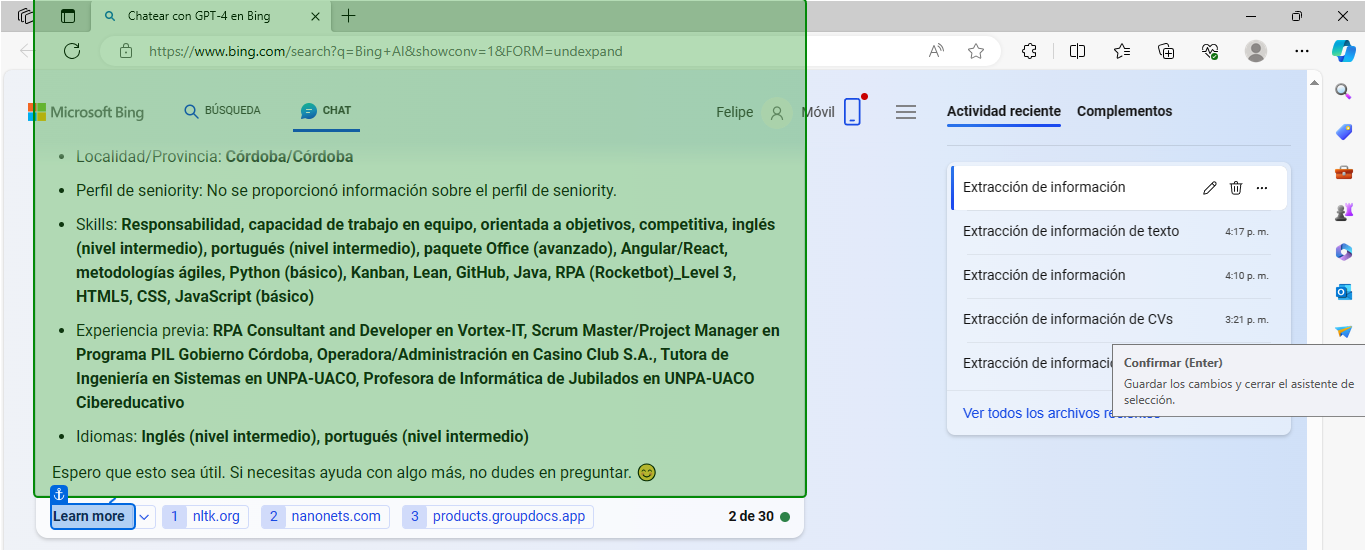 Chatear con GPT-4 en Bing
https://www.bing.com/search?q=Bing+AI&showconv=1&FORM=undexpand
Microsoft Bing
BÚSQUEDA
CHAT
Felipe
Móvil
Localidad/Provincia: Córdoba/Córdoba
Perfil de seniority: No se proporcionó información sobre el perfil de seniority.
Skills: Responsabilidad, capacidad de trabajo en equipo, orientada a objetivos, competitiva, inglés
(nivel intermedio), portugués (nivel intermedio), paquete Office (avanzado), Angular/React,
metodologías ágiles, Python (básico), Kanban, Lean, GitHub, Java, RPA (Rocketbot)_Level 3,
HTML5, CSS, JavaScript (básico)
Experiencia previa: RPA Consultant and Developer en Vortex-IT, Scrum Master/Project Manager en
Programa PIL Gobierno Córdoba, Operadora/Administración en Casino Club S.A., Tutora de
Ingeniería en Sistemas en UNPA-UACO, Profesora de Informática de Jubilados en UNPA-UACO
Cibereducativo
Idiomas: Inglés (nivel intermedio), portugués (nivel intermedio)
Espero que esto sea útil. Si necesitas ayuda con algo más, no dudes en preguntar. 😊
Learn more
1 nltk.org
2 nanonets.com
3 products.groupdocs.app
2 de 30
Actividad reciente
Complementos
Extracción de información
Extracción de información de texto 4:17 p. m.
Extracción de información 4:10 p. m.
Extracción de información de CVs 3:21 p. m.
Extracción de
Ver todos los archivos recientes
Confirmar (Enter)
Guardar los cambios y cerrar el asistente de
selección.